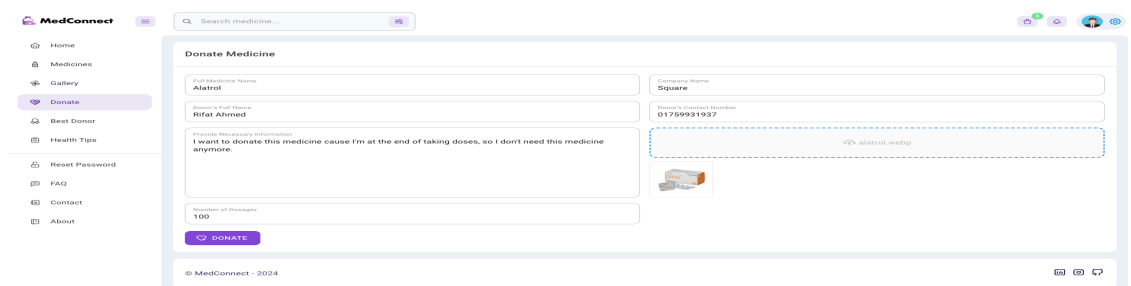 MedConnect
Search medicine...
0
Home
Medicines
Gallery
Donate
Best Donor
Health Tips
Reset Password
FAQ
Contact
About
Donate Medicine
Full Medicine Name
Alatrol
Company Name
Square
Donor's Full Name
Rifat Ahmed
Donor's Contact Number
01759931937
Provide Necessary Information
I want to donate this medicine cause I'm at the end of taking doses, so I don't need this medicine
anymore.
alatrol.webp
Number of Dosages
100
DONATE
© MedConnect - 2024